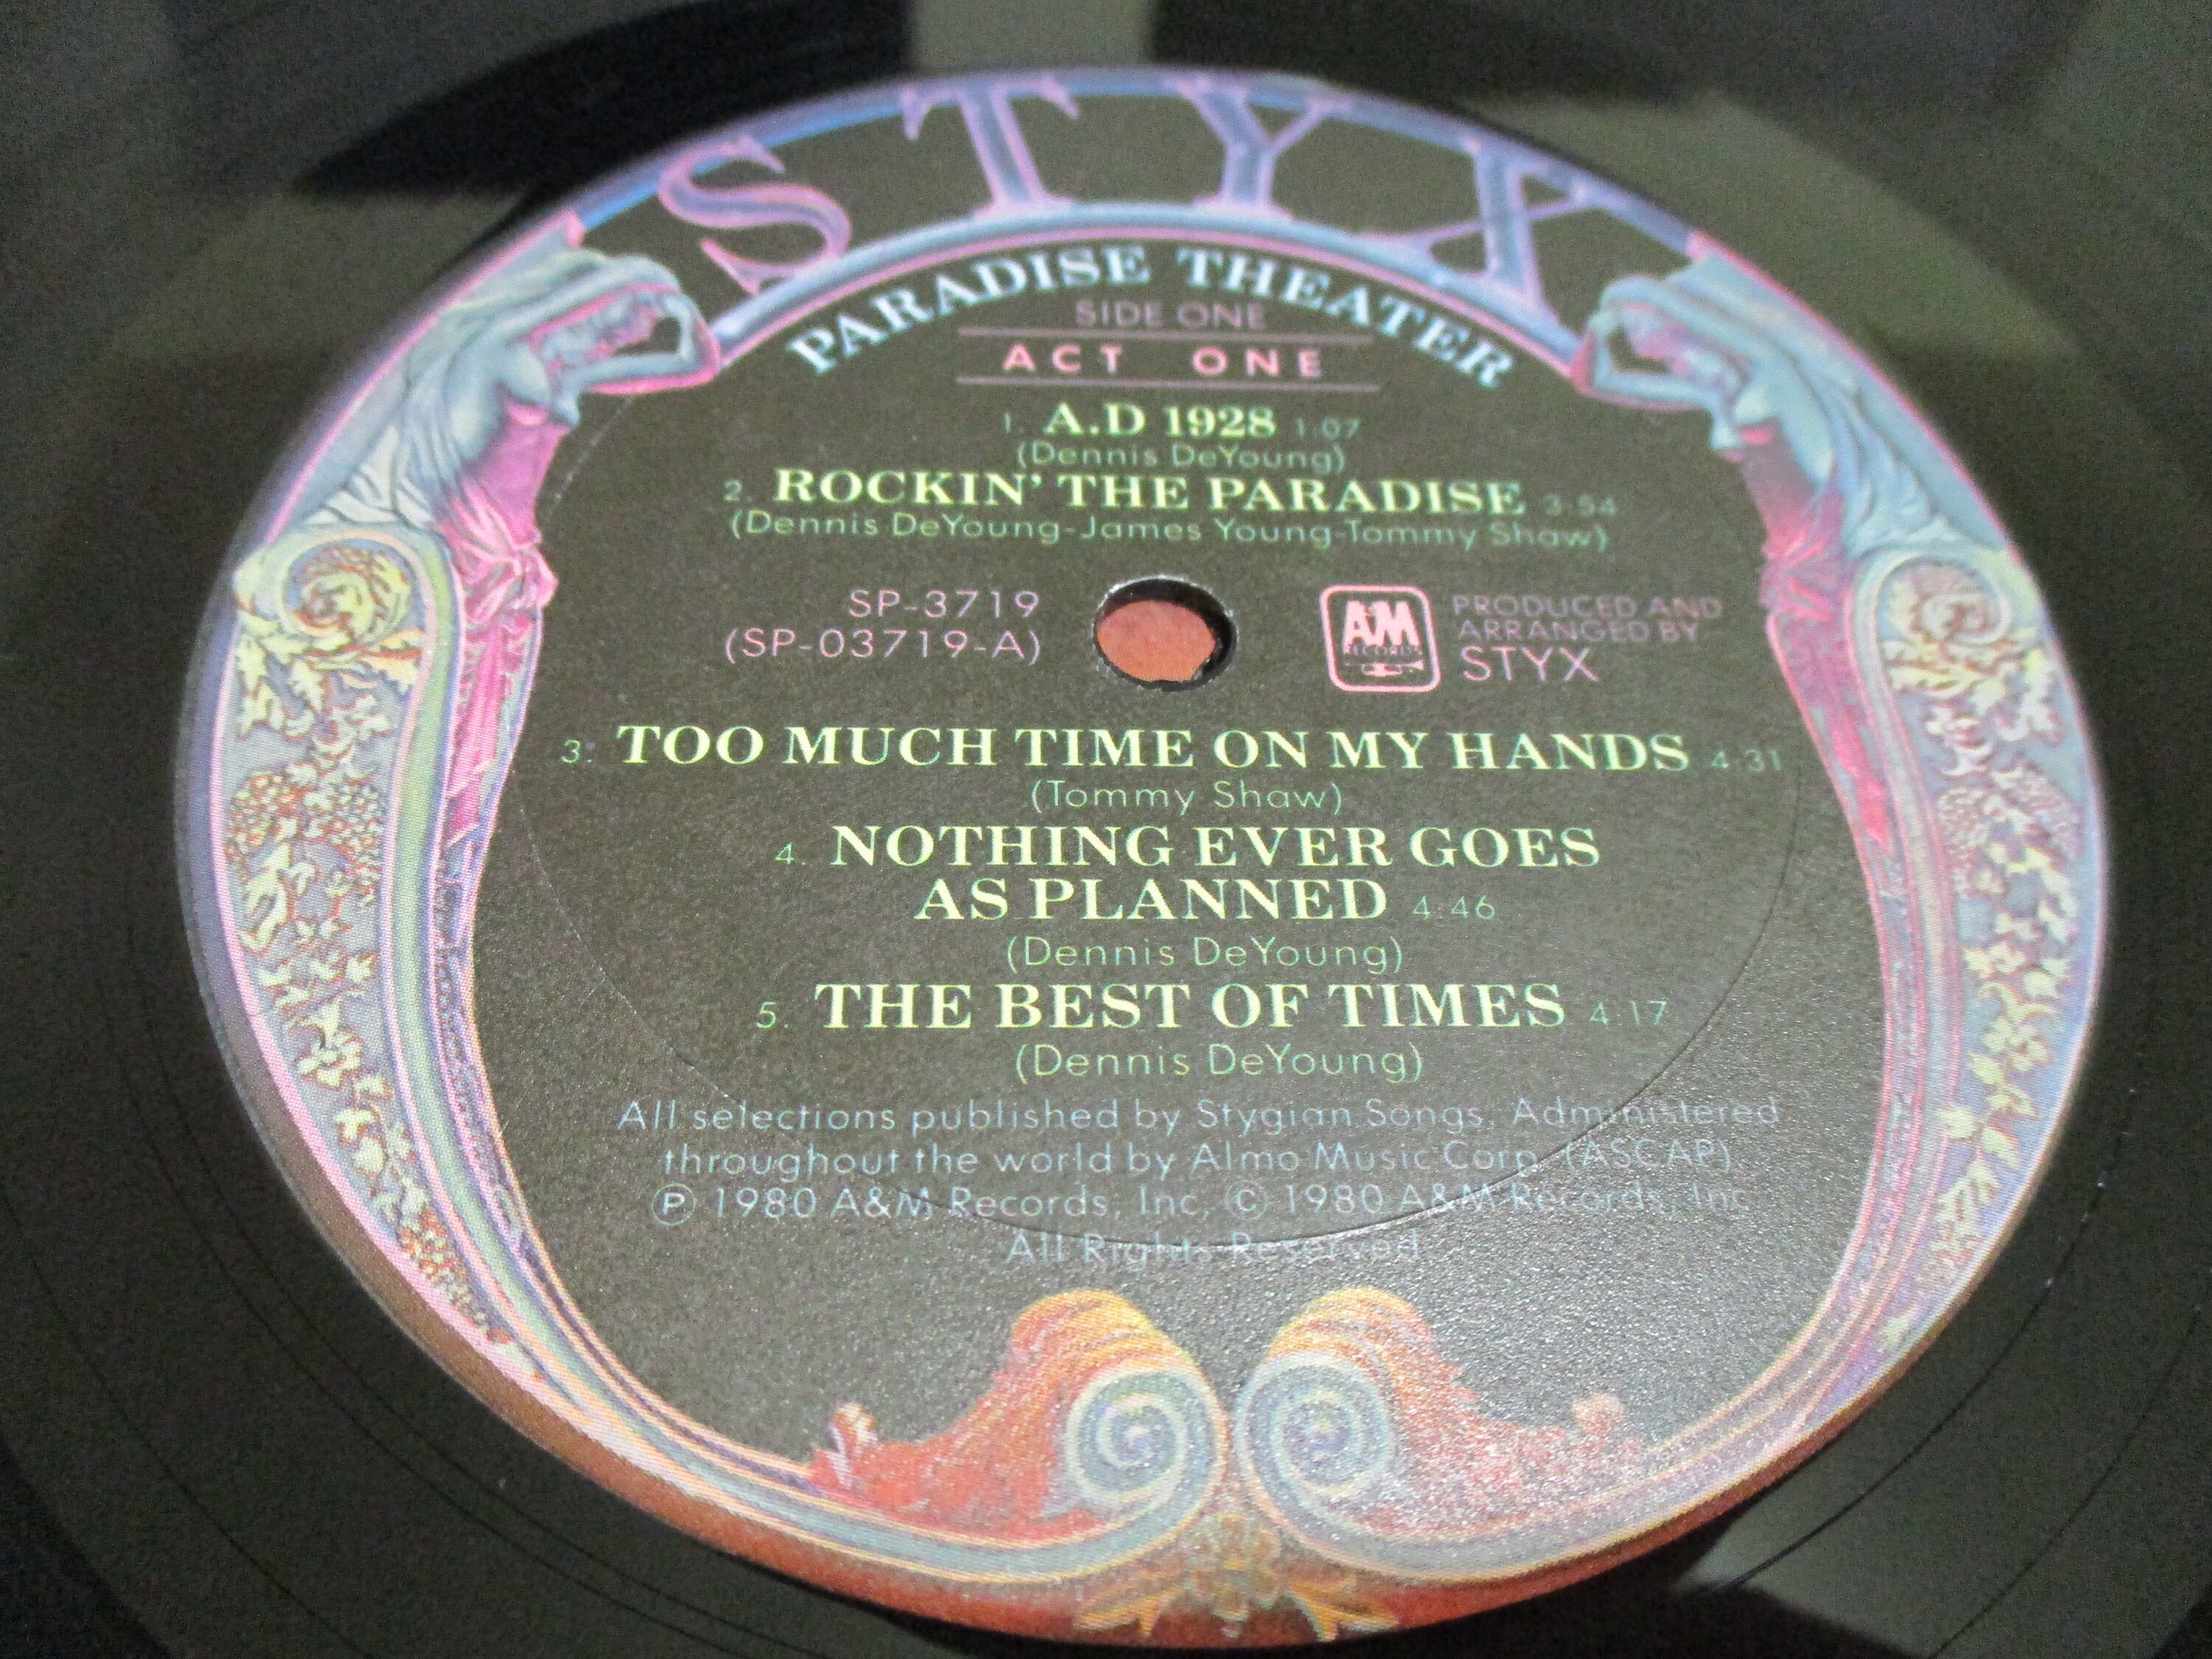 STYX
PARADISE THEATER
SIDE ONE
ACT ONE
1. A.D 1928 1:07
(Dennis DeYoung)
2. ROCKIN' THE PARADISE 3:54
(Dennis DeYoung-James Young-Tommy Shaw)
SP-3719
(SP-03719-A)
A&M
RECORDS
PRODUCED AND
ARRANGED BY
STYX
3. TOO MUCH TIME ON MY HANDS 4:31
(Tommy Shaw)
4. NOTHING EVER GOES
AS PLANNED 4:46
(Dennis DeYoung)
5. THE BEST OF TIMES 4:17
(Dennis DeYoung)
All selections published by Stygian Songs, Administered
throughout the world by Almo Music Corp. (ASCAP).
℗ 1980 A&M Records, Inc. © 1980 A&M Records, Inc.
All Rights Reserved